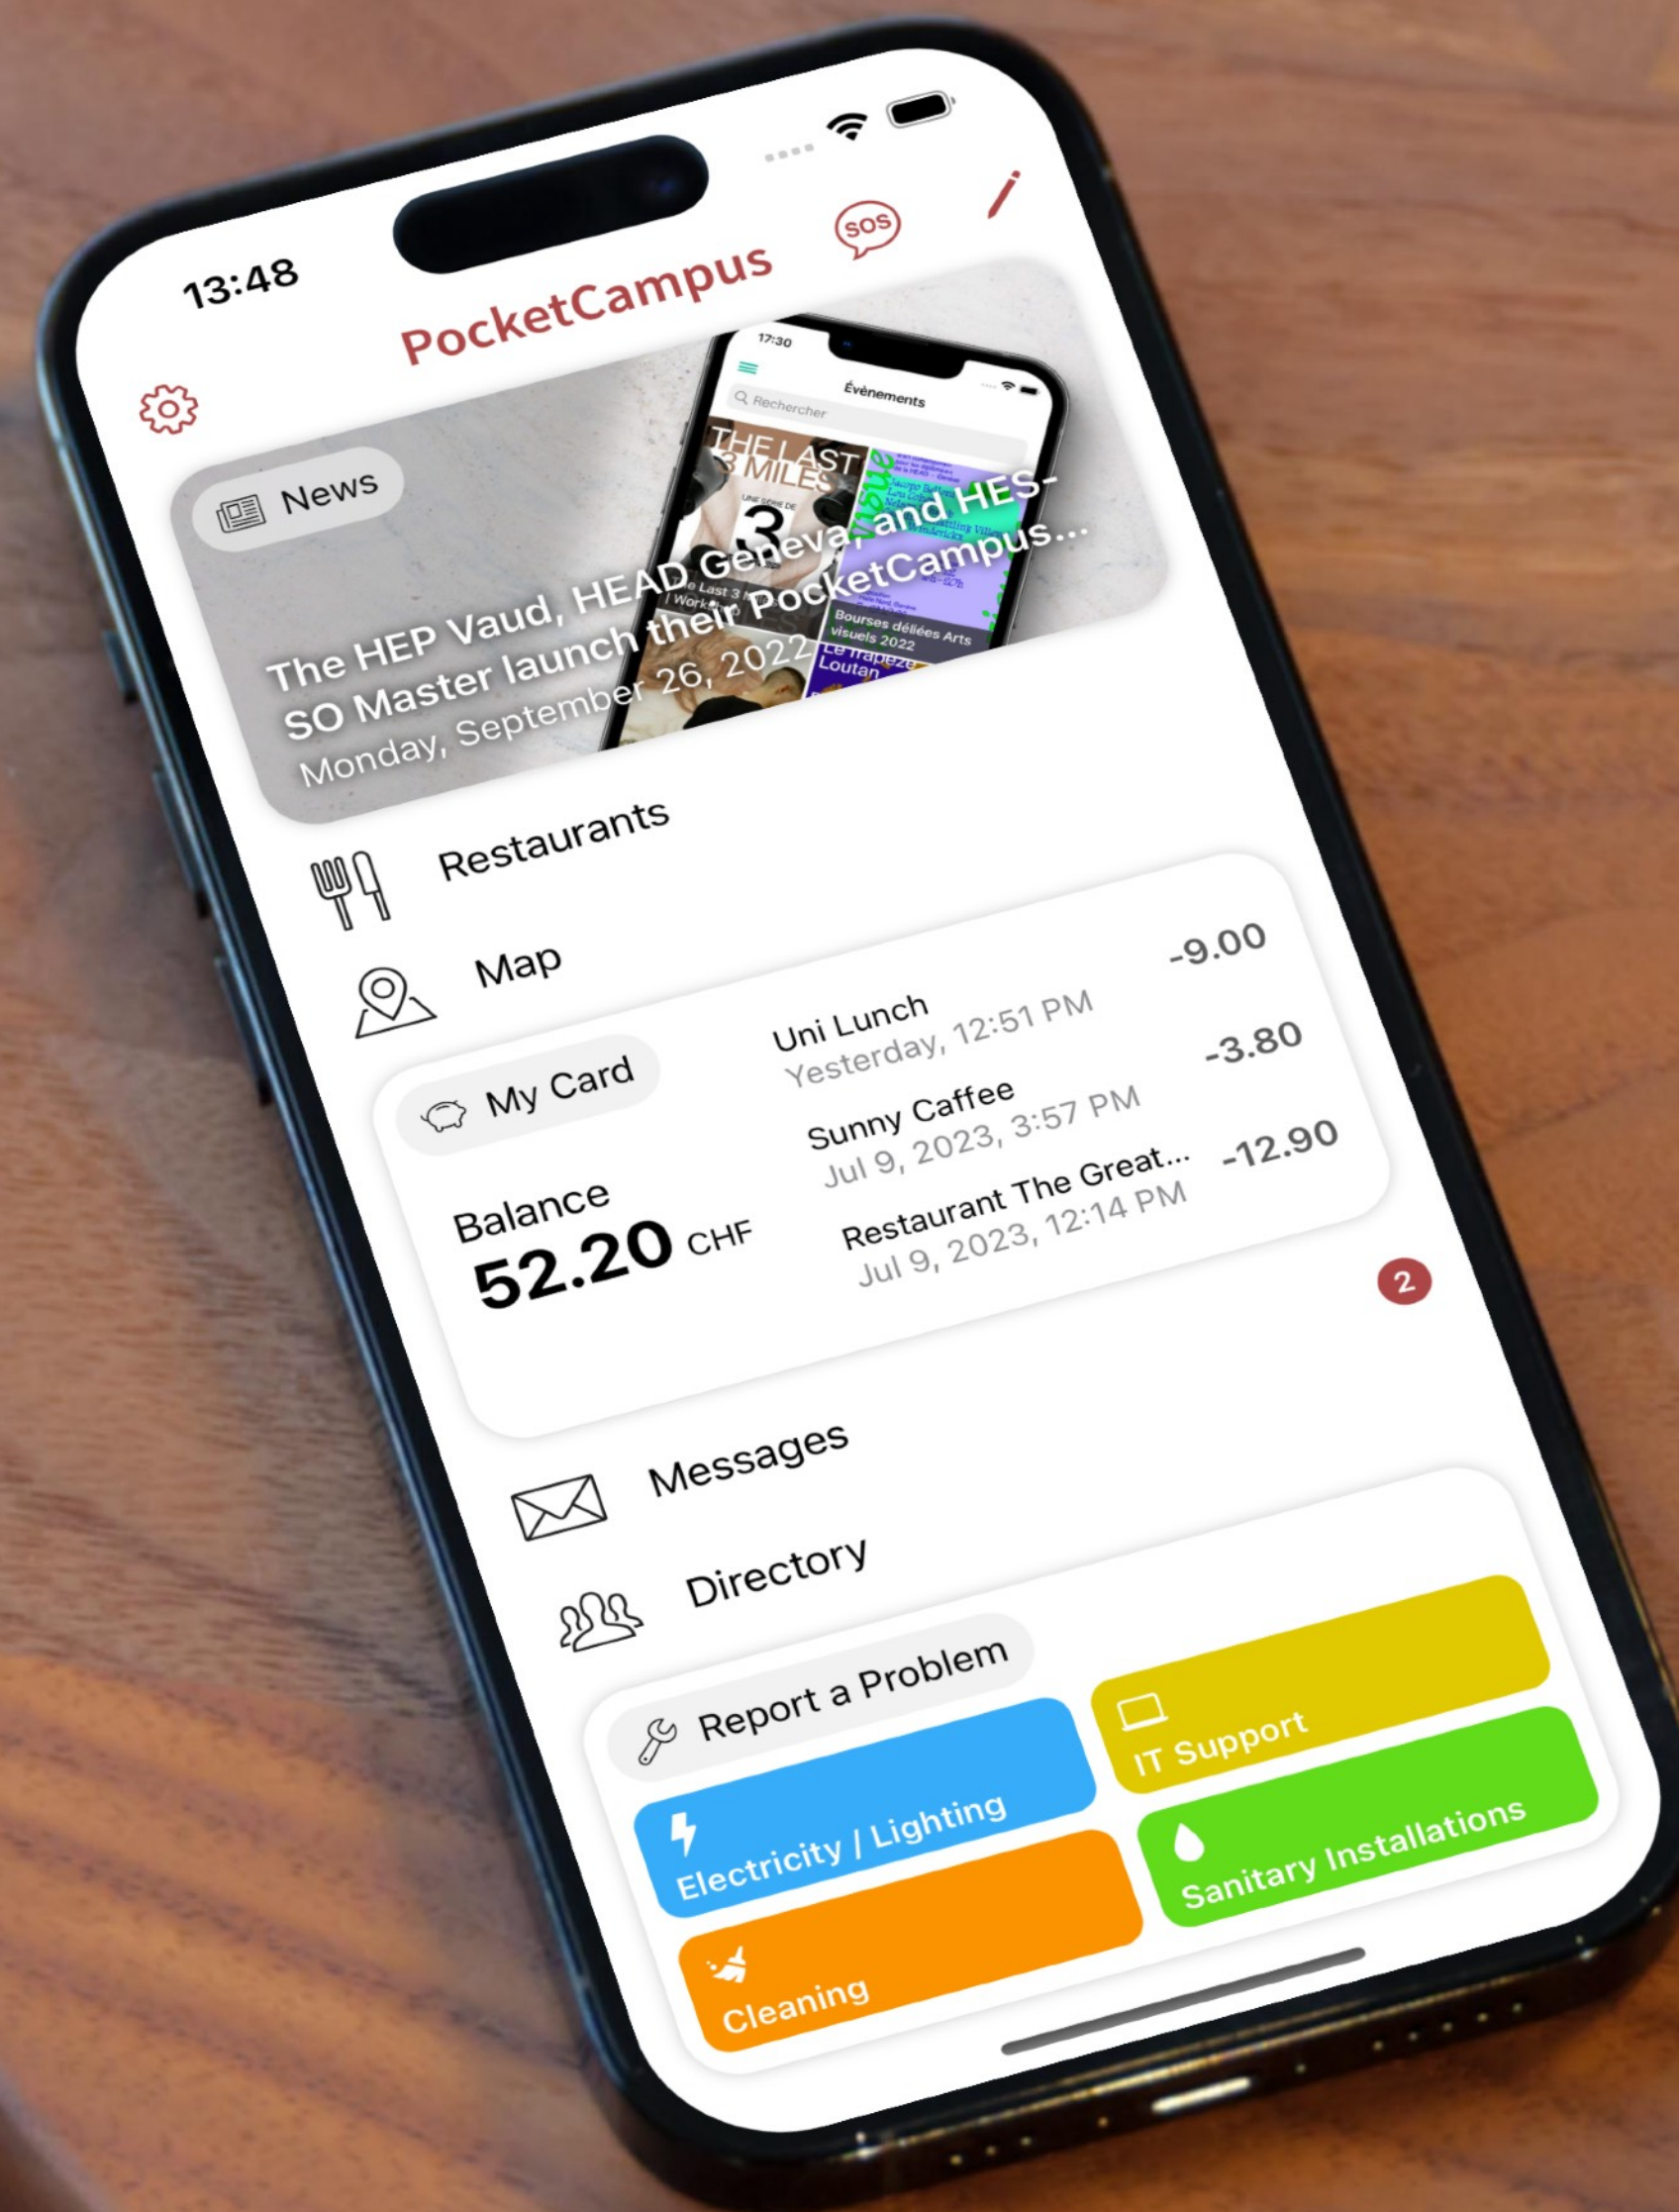 13:48
SOS
PocketCampus
News
17:30
Évènements
Rechercher
THE LAST
3 MILES
UNE SÉRIE DE
3
The HEP Vaud, HEAD Geneva, and HES-
SO Master launch their PocketCampus...
Monday, September 26, 2022
Bourses déliées Arts
visuels 2022
Le Trapèze
Loutan
Restaurants
Map
My Card
Balance
52.20 CHF
Uni Lunch
Yesterday, 12:51 PM
-9.00
Sunny Caffee
Jul 9, 2023, 3:57 PM
-3.80
Restaurant The Great...
Jul 9, 2023, 12:14 PM
-12.90
Messages
2
Directory
Report a Problem
Electricity / Lighting
IT Support
Cleaning
Sanitary Installations